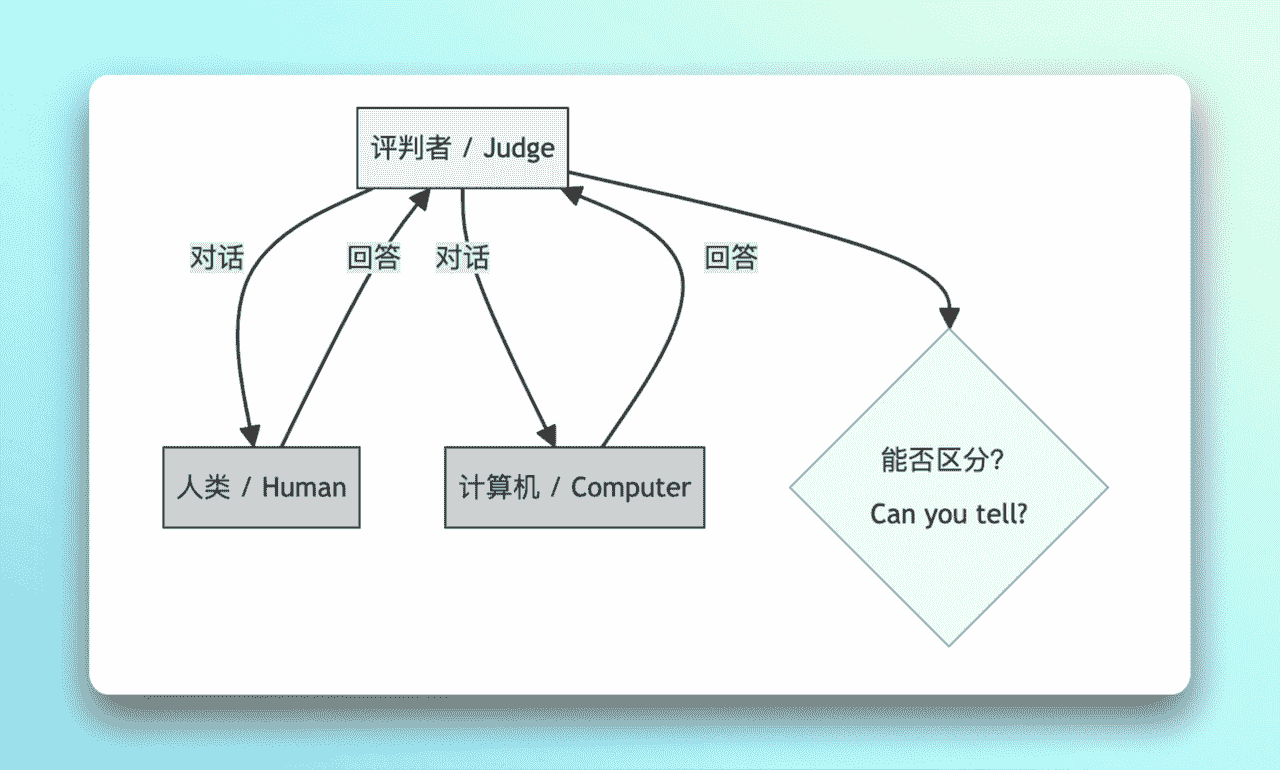 评判者 / Judge
对话
回答
对话
回答
人类 / Human
计算机 / Computer
能否区分?
Can you tell?